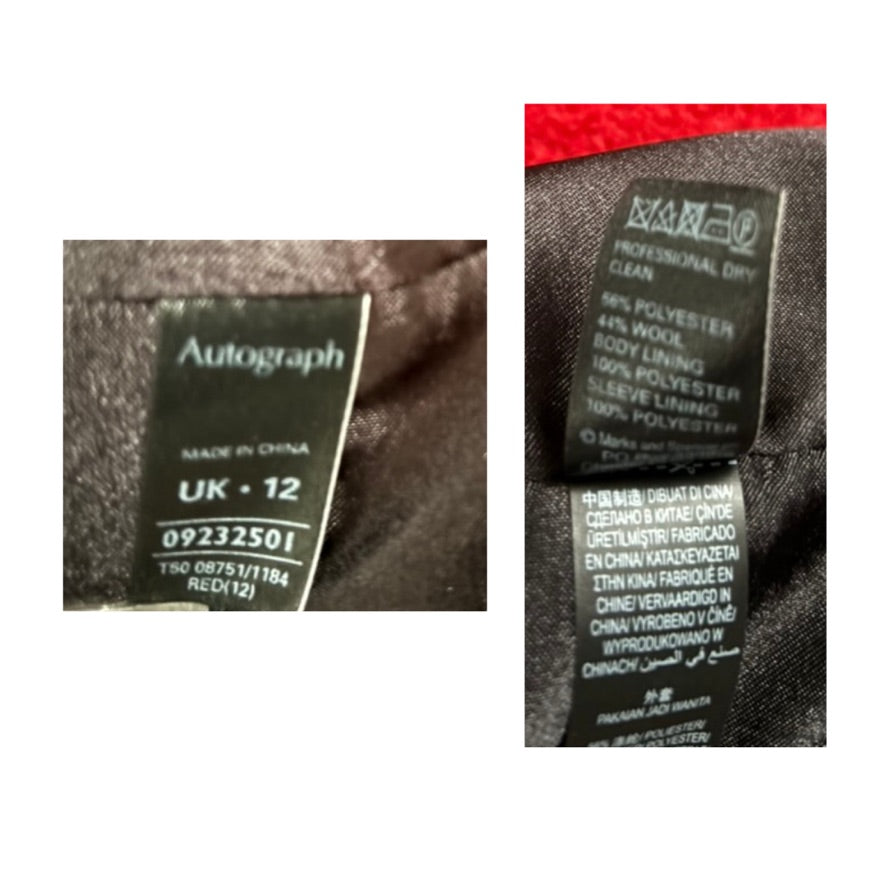 Autograph
MADE IN CHINA
UK • 12
09232501
T50 08751/1184
RED(12)
PROFESSIONAL DRY
CLEAN
56% POLYESTER
44% WOOL
BODY LINING
100% POLYESTER
SLEEVE LINING
100% POLYESTER
© Marks and
中国制造/ DIBUAT DI CINA/
СДЕЛАНО В КИТАЕ/ ÇİN'DE
ÜRETİLMİŞTİR/ FABRICADO
EN CHINA/ ΚΑΤΑΣΚΕΥΑΖΕΤΑΙ
ΣΤΗΝ ΚΙΝΑ/ FABRIQUÉ EN
CHINE/ VERVAARDIGD IN
CHINA/ VYROBENO V ČÍNĚ/
WYPRODUKOWANO W
CHINACH/ صنع في الصين
外套
PAKAIAN JADI WANITA
POLIESTER/
POLYESTER/